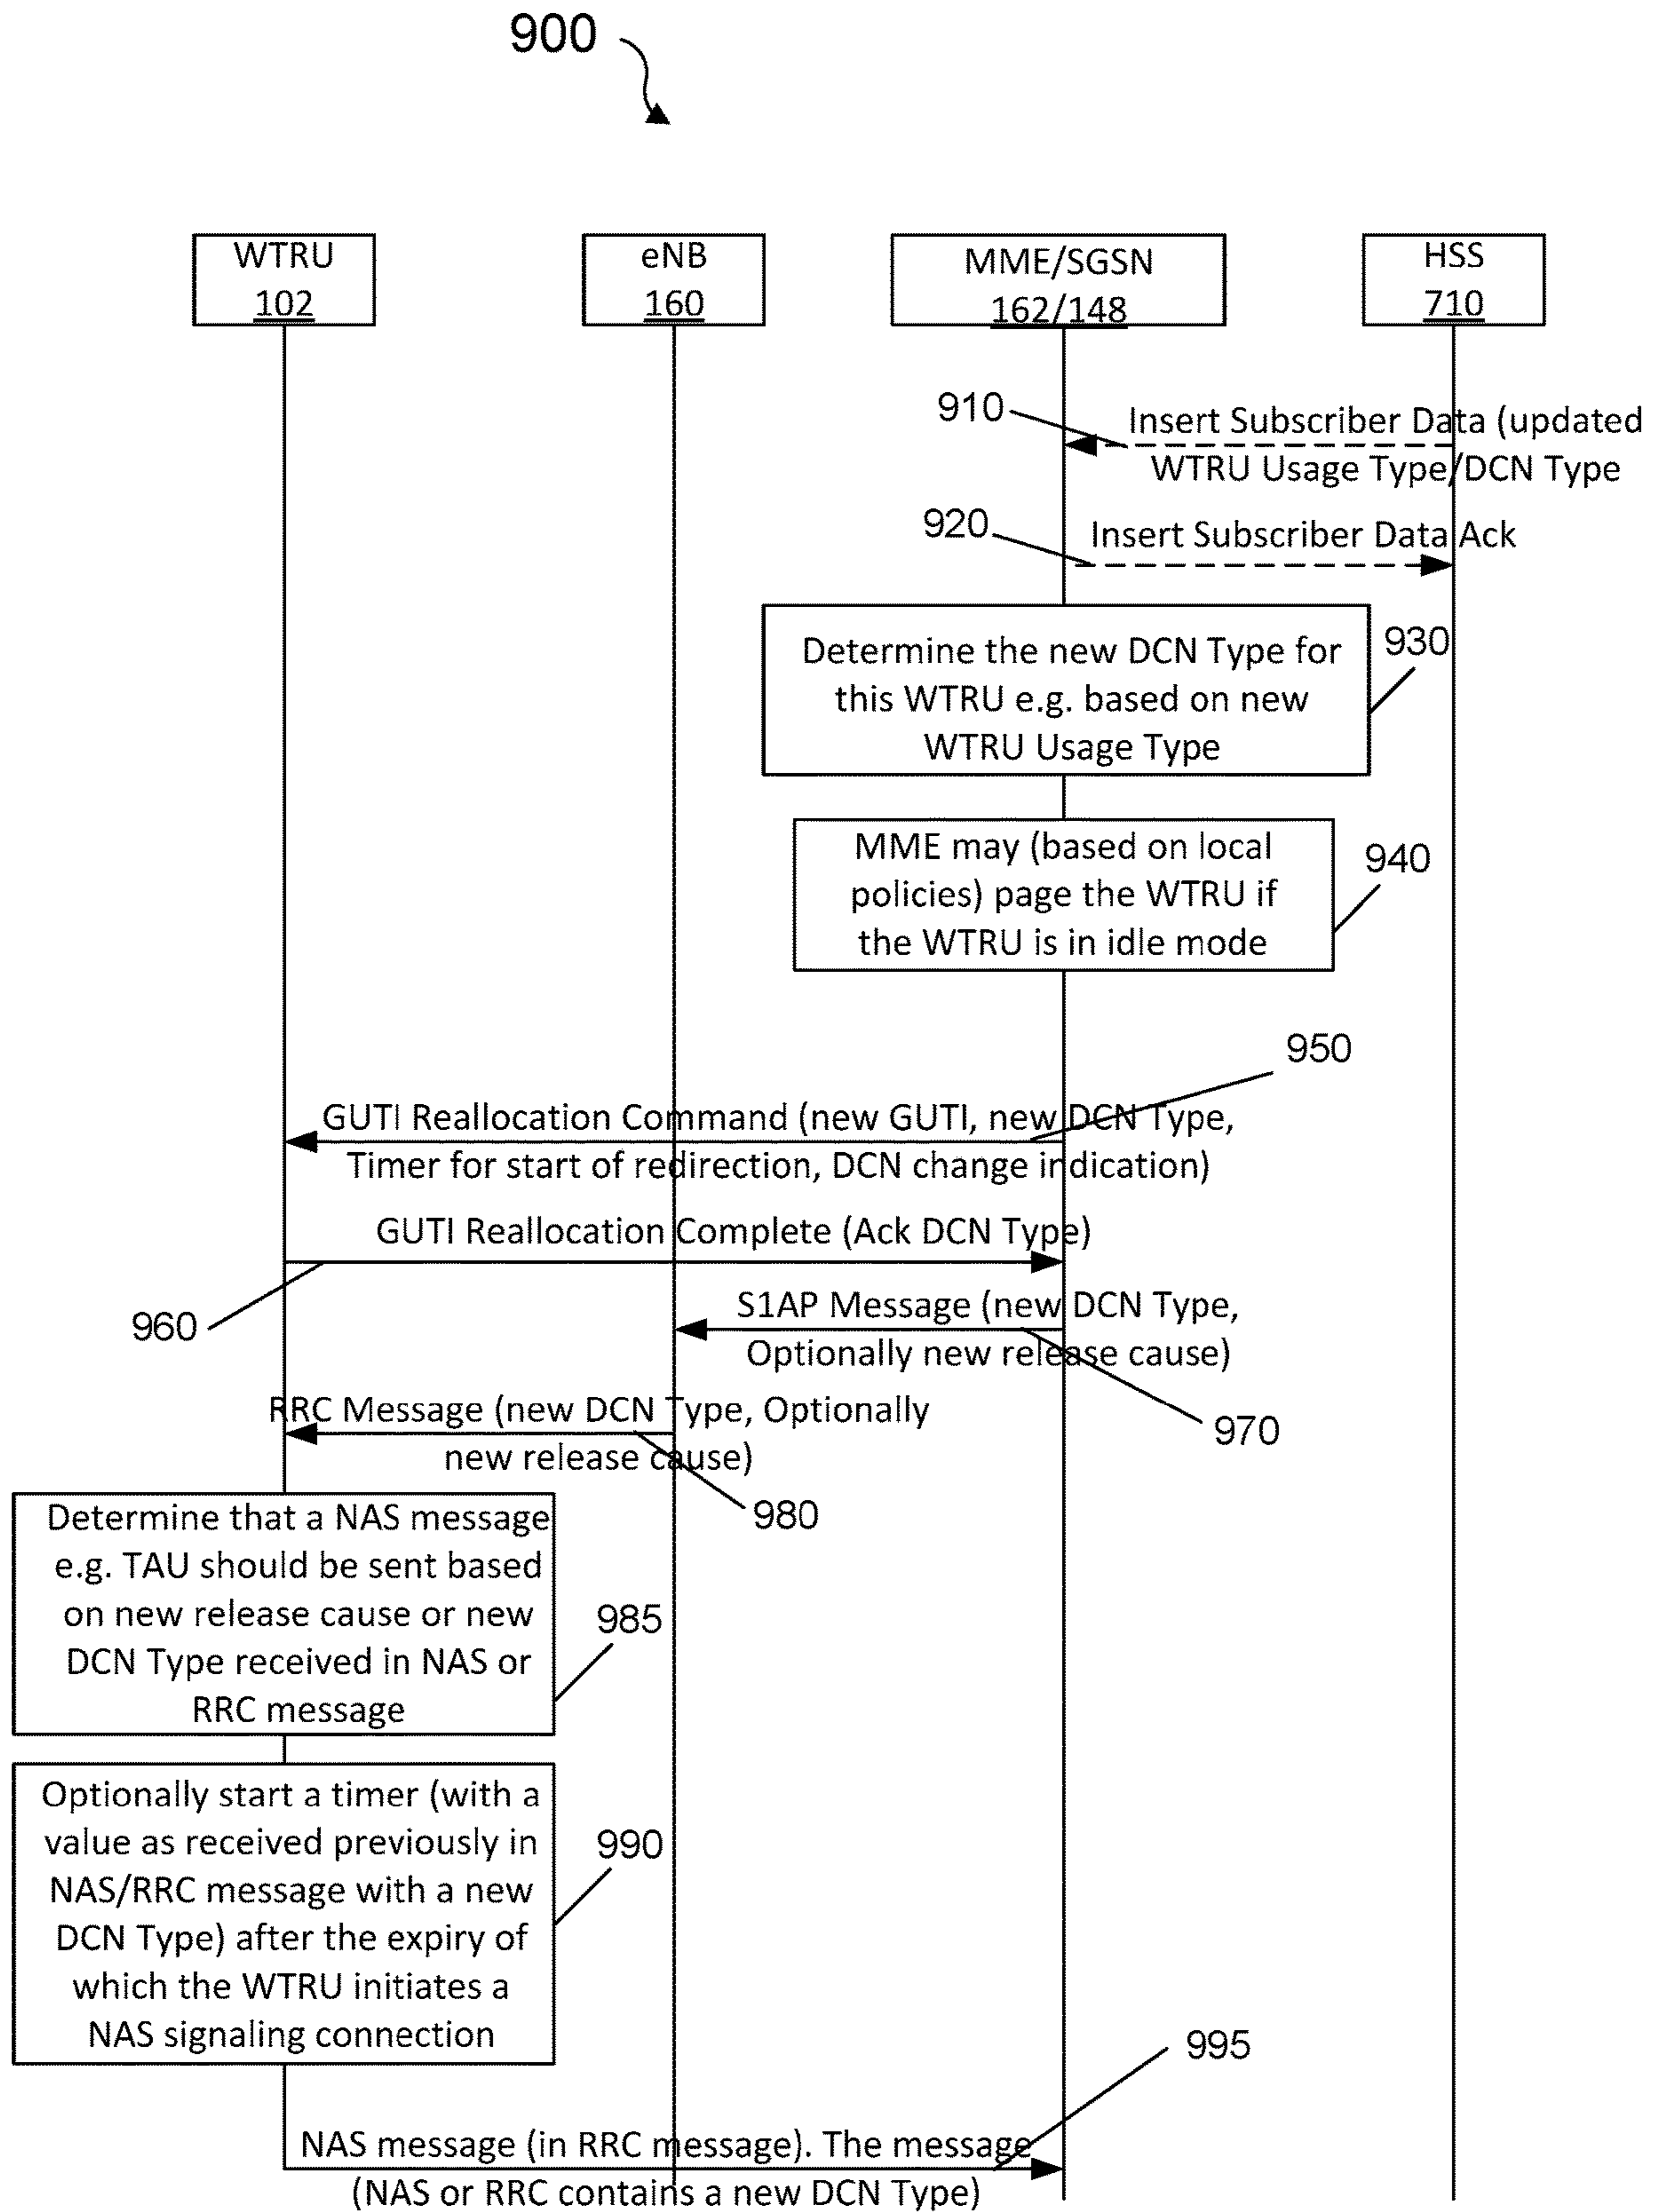 900
WTRU
102
eNB
160
MME/SGSN
162/148
HSS
710
910
Insert Subscriber Data (updated
WTRU Usage Type/DCN Type
920
Insert Subscriber Data Ack
Determine the new DCN Type for
this WTRU e.g. based on new
WTRU Usage Type
930
MME may (based on local
policies) page the WTRU if
the WTRU is in idle mode
940
950
GUTI Reallocation Command (new GUTI, new DCN Type,
Timer for start of redirection, DCN change indication)
GUTI Reallocation Complete (Ack DCN Type)
960
S1AP Message (new DCN Type,
Optionally new release cause)
970
RRC Message (new DCN Type, Optionally
new release cause)
980
Determine that a NAS message
e.g. TAU should be sent based
on new release cause or new
DCN Type received in NAS or
RRC message
985
Optionally start a timer (with a
value as received previously in
NAS/RRC message with a new
DCN Type) after the expiry of
which the WTRU initiates a
NAS signaling connection
990
995
NAS message (in RRC message). The message
(NAS or RRC contains a new DCN Type)